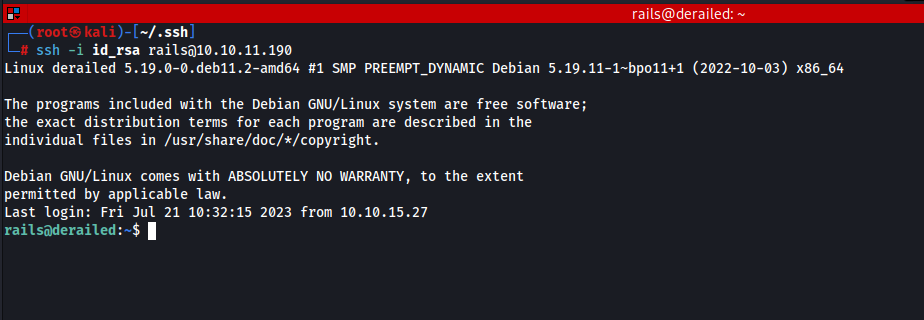 rails@derailed: ~
┌──(root㉿kali)-[~/.ssh]
└─# ssh -i id_rsa rails@10.10.11.190
Linux derailed 5.19.0-0.deb11.2-amd64 #1 SMP PREEMPT_DYNAMIC Debian 5.19.11-1~bpo11+1 (2022-10-03) x86_64
The programs included with the Debian GNU/Linux system are free software;
the exact distribution terms for each program are described in the
individual files in /usr/share/doc/*/copyright.
Debian GNU/Linux comes with ABSOLUTELY NO WARRANTY, to the extent
permitted by applicable law.
Last login: Fri Jul 21 10:32:15 2023 from 10.10.15.27
rails@derailed:~$